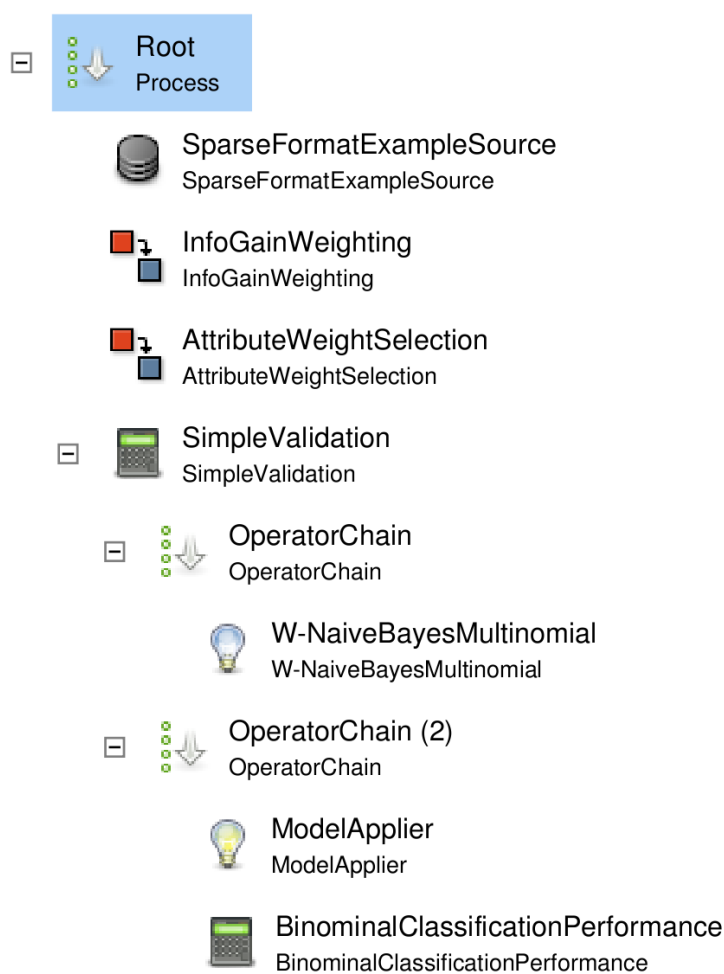 Root
Process
SparseFormatExampleSource
SparseFormatExampleSource
InfoGainWeighting
InfoGainWeighting
AttributeWeightSelection
AttributeWeightSelection
SimpleValidation
SimpleValidation
OperatorChain
OperatorChain
W-NaiveBayesMultinomial
W-NaiveBayesMultinomial
OperatorChain (2)
OperatorChain
ModelApplier
ModelApplier
BinominalClassificationPerformance
BinominalClassificationPerformance